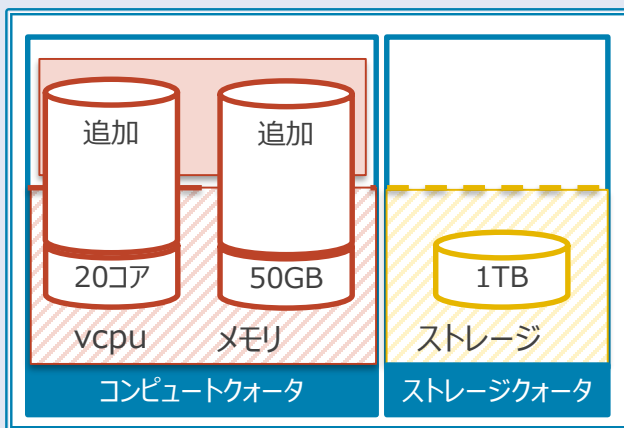 追加
追加
20コア
50GB
1TB
vcpu
メモリ
ストレージ
コンピュートクォータ
ストレージクォータ